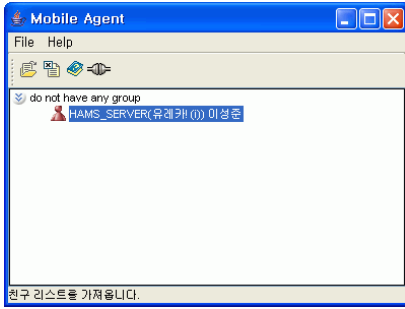 Mobile Agent
File Help
do not have any group
HAMS_SERVER(유레카! (i)) 이성준
친구 리스트를 가져옵니다.